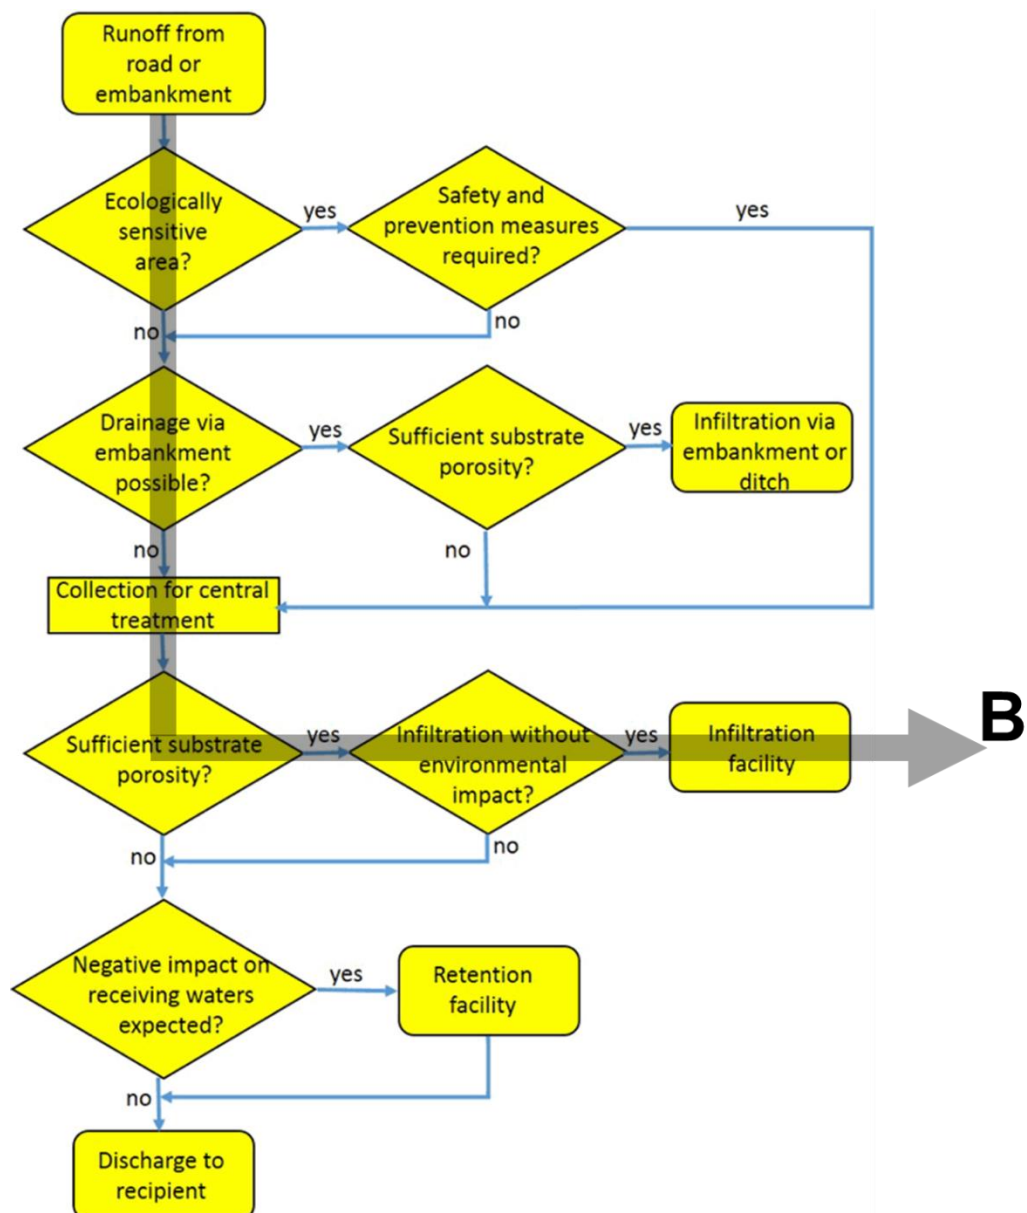 Runoff from
road or
embankment
Ecologically
sensitive
area?
yes
Safety and
prevention measures
required?
yes
no
no
Drainage via
embankment
possible?
yes
Sufficient substrate
porosity?
yes
Infiltration via
embankment or
ditch
no
no
Collection for central
treatment
Sufficient substrate
porosity?
yes
Infiltration without
environmental
impact?
yes
Infiltration
facility
B
no
no
Negative impact on
receiving waters
expected?
yes
Retention
facility
no
Discharge to
recipient